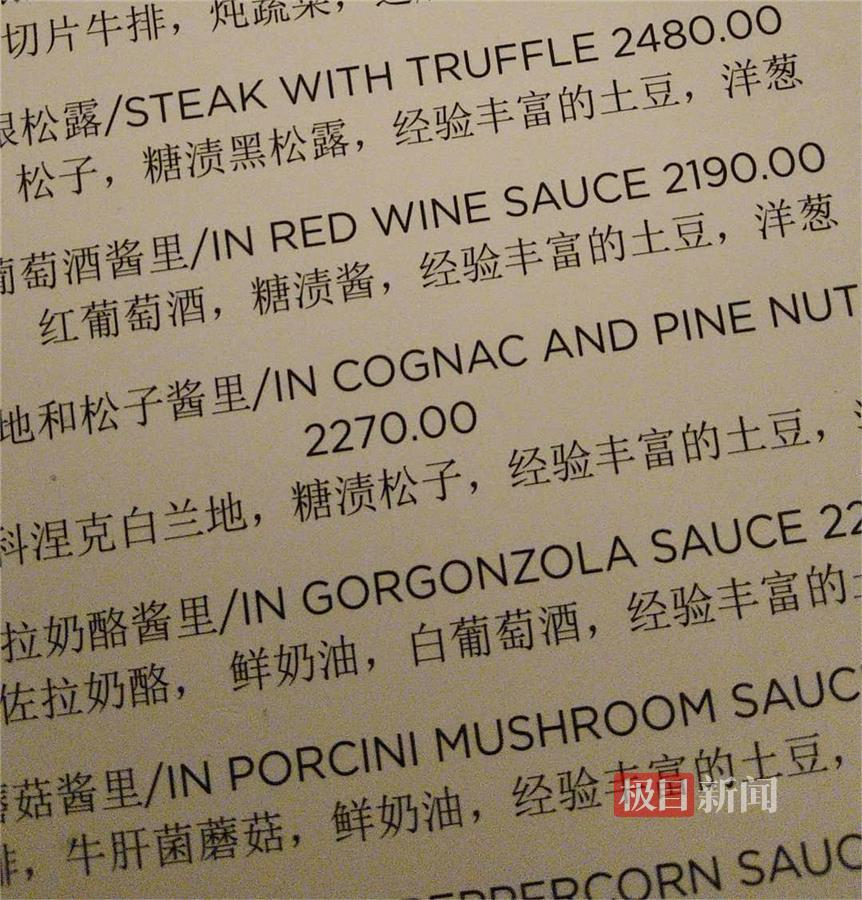 切片牛排，炖蔬菜，
松露/STEAK WITH TRUFFLE 2480.00
松子，糖渍黑松露，经验丰富的土豆，洋葱
葡萄酒酱里/IN RED WINE SAUCE 2190.00
红葡萄酒，糖渍酱，经验丰富的土豆，洋葱
地和松子酱里/IN COGNAC AND PINE NUT
2270.00
科涅克白兰地，糖渍松子，经验丰富的土豆，
拉奶酪酱里/IN GORGONZOLA SAUCE 22
佐拉奶酪，鲜奶油，白葡萄酒，经验丰富的
菇酱里/IN PORCINI MUSHROOM SAUC
排，牛肝菌蘑菇，鲜奶油，经验丰富的土豆，
极目新闻
PEPPERCORN SAUC